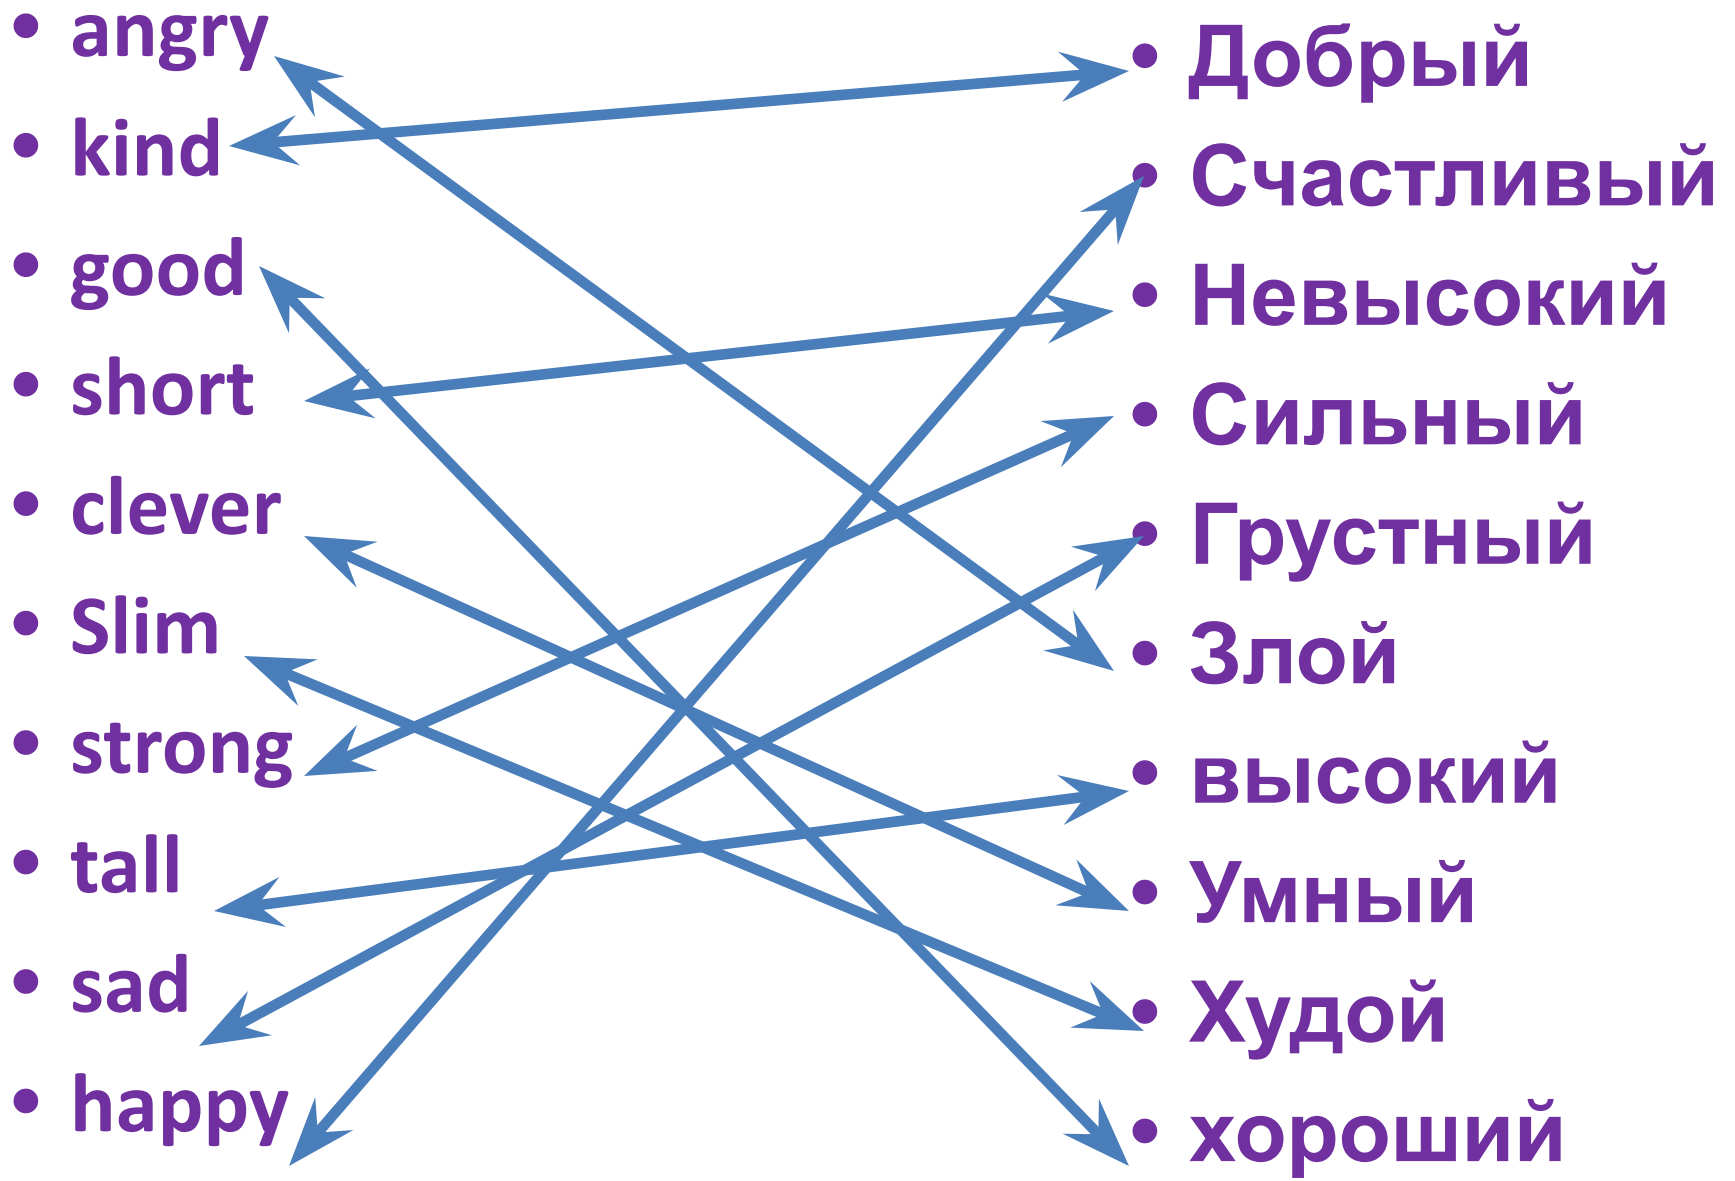 • angry
• kind
• good
• short
• clever
• Slim
• strong
• tall
• sad
• happy
• Добрый
• Счастливый
• Невысокий
• Сильный
• Грустный
• Злой
• высокий
• Умный
• Худой
• хороший